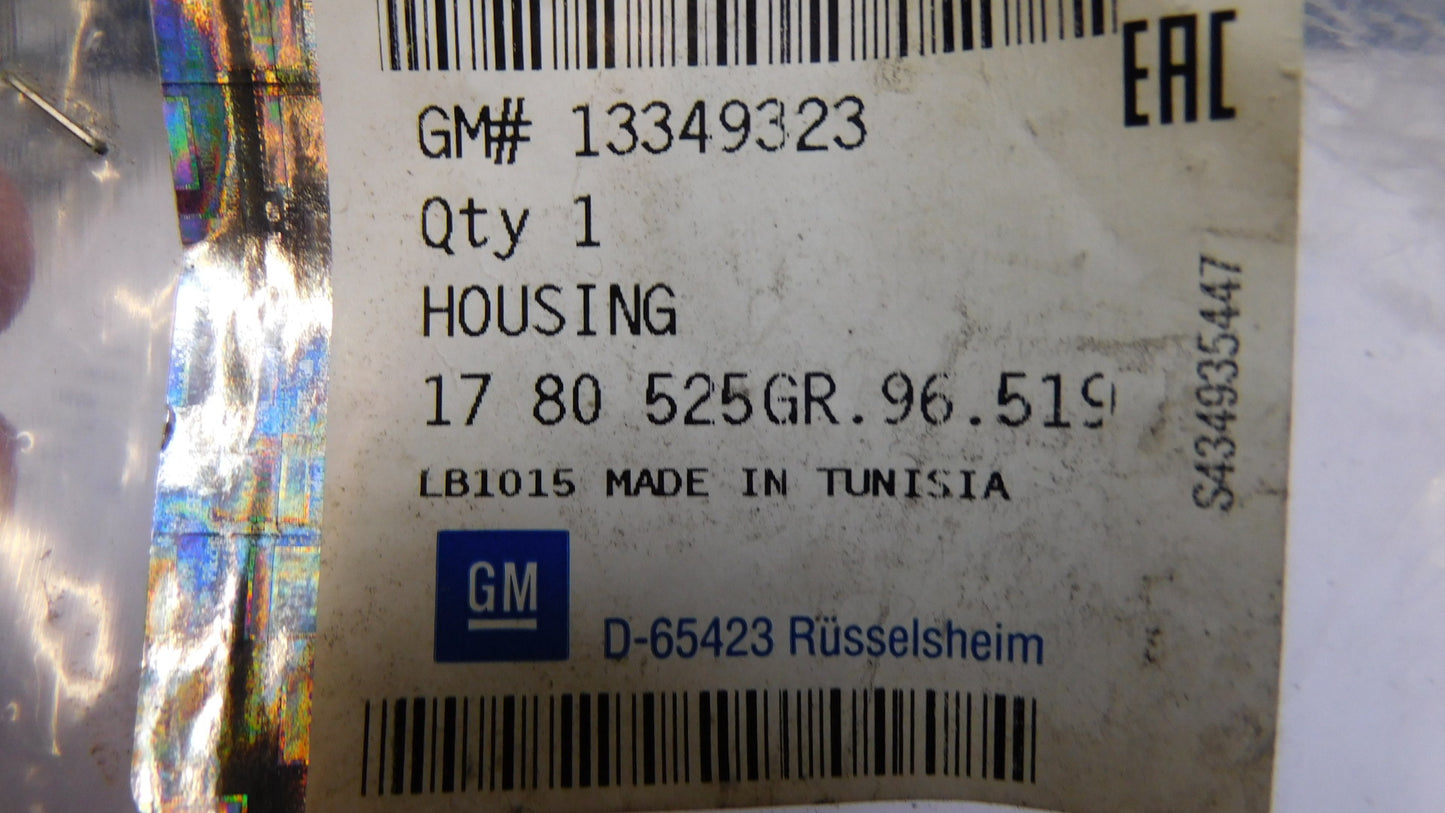 EAC
GM# 13349323
Qty 1
HOUSING
17 80 525GR.96.519
LB1015 MADE IN TUNISIA
GM
D-65423 Rüsselsheim
S434935447